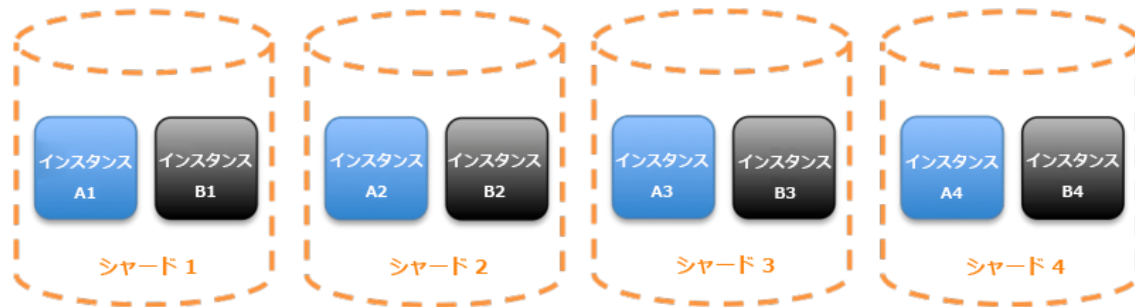 インスタンス
A1
インスタンス
B1
シャード 1
インスタンス
A2
インスタンス
B2
シャード 2
インスタンス
A3
インスタンス
B3
シャード 3
インスタンス
A4
インスタンス
B4
シャード 4